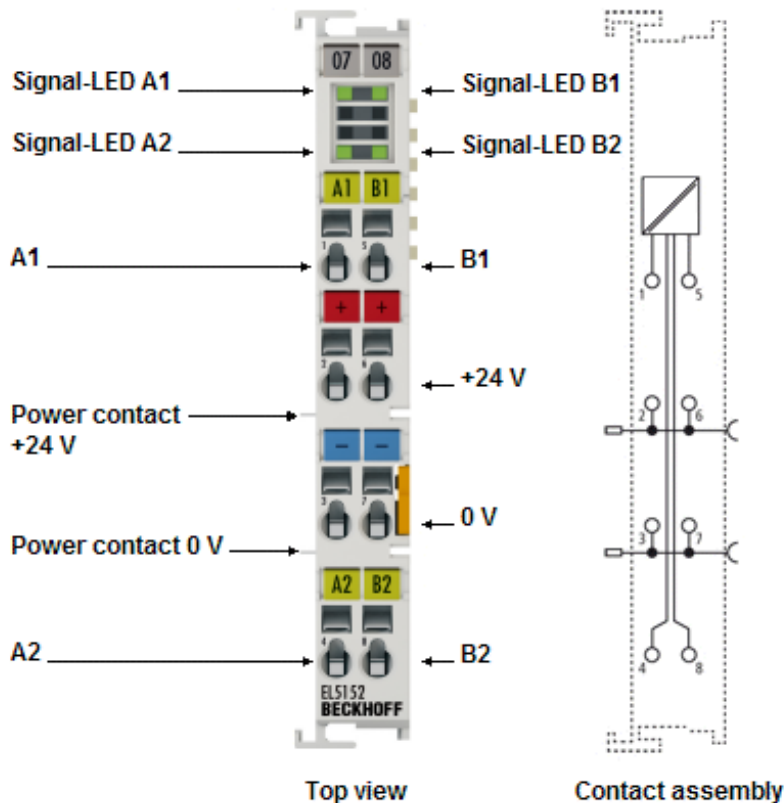 07 08
Signal-LED A1
Signal-LED B1
Signal-LED A2
Signal-LED B2
A1 B1
1 5
A1
B1
1 5
+ +
2 6
+24 V
2 6
Power contact
+24 V
− −
3 7
0 V
3 7
Power contact 0 V
A2 B2
4 8
A2
B2
4 8
EL5152
BECKHOFF
Top view
Contact assembly